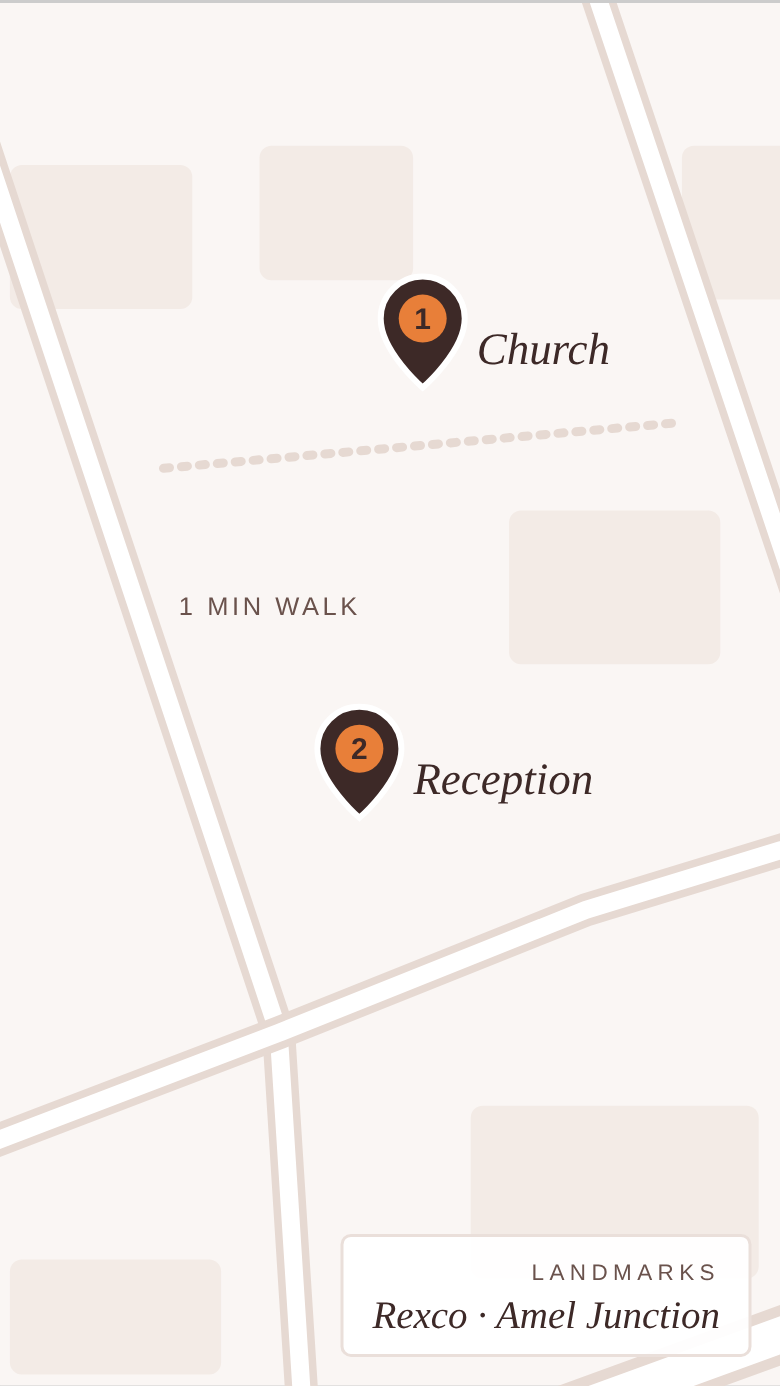 1
Church
1 MIN WALK
2
Reception
LANDMARKS
Rexco · Amel Junction